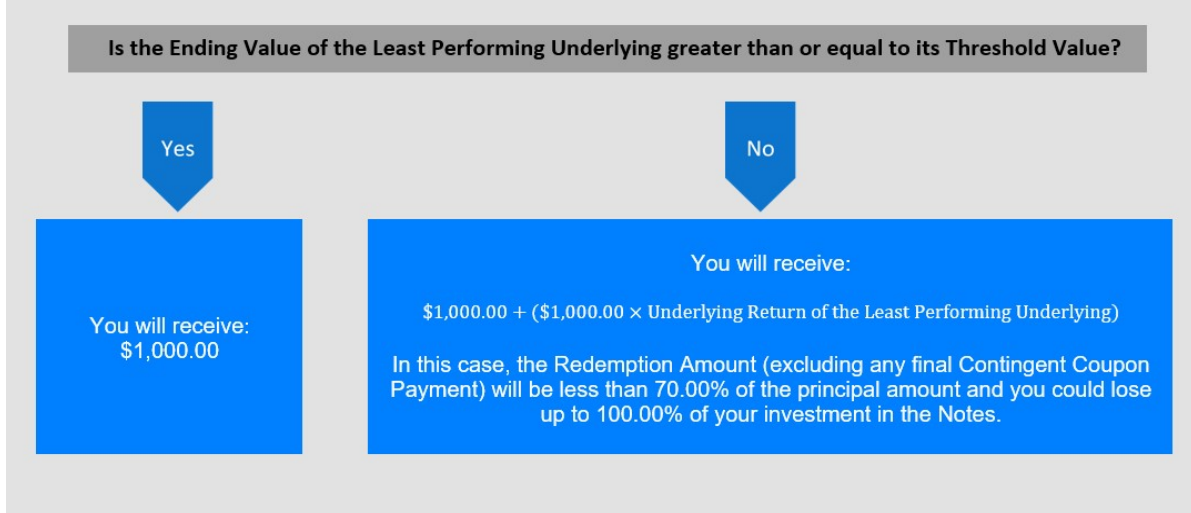 Is the Ending Value of the Least Performing Underlying greater than or equal to its Threshold Value?
Yes
No
You will receive:
$1,000.00
You will receive:
$1,000.00 + ($1,000.00 × Underlying Return of the Least Performing Underlying)
In this case, the Redemption Amount (excluding any final Contingent Coupon
Payment) will be less than 70.00% of the principal amount and you could lose
up to 100.00% of your investment in the Notes.